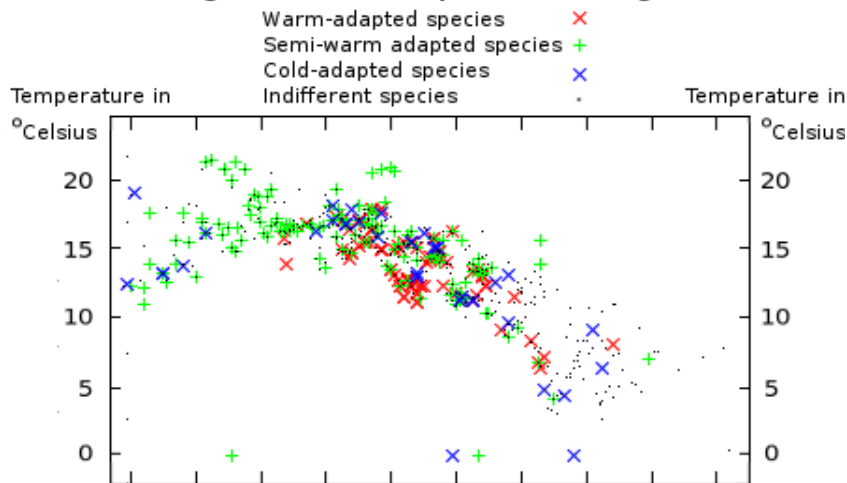 Warm-adapted species
Semi-warm adapted species
Cold-adapted species
Temperature in Indifferent species Temperature in
°Celsius °Celsius
20 20
15 15
10 10
5 5
0 0